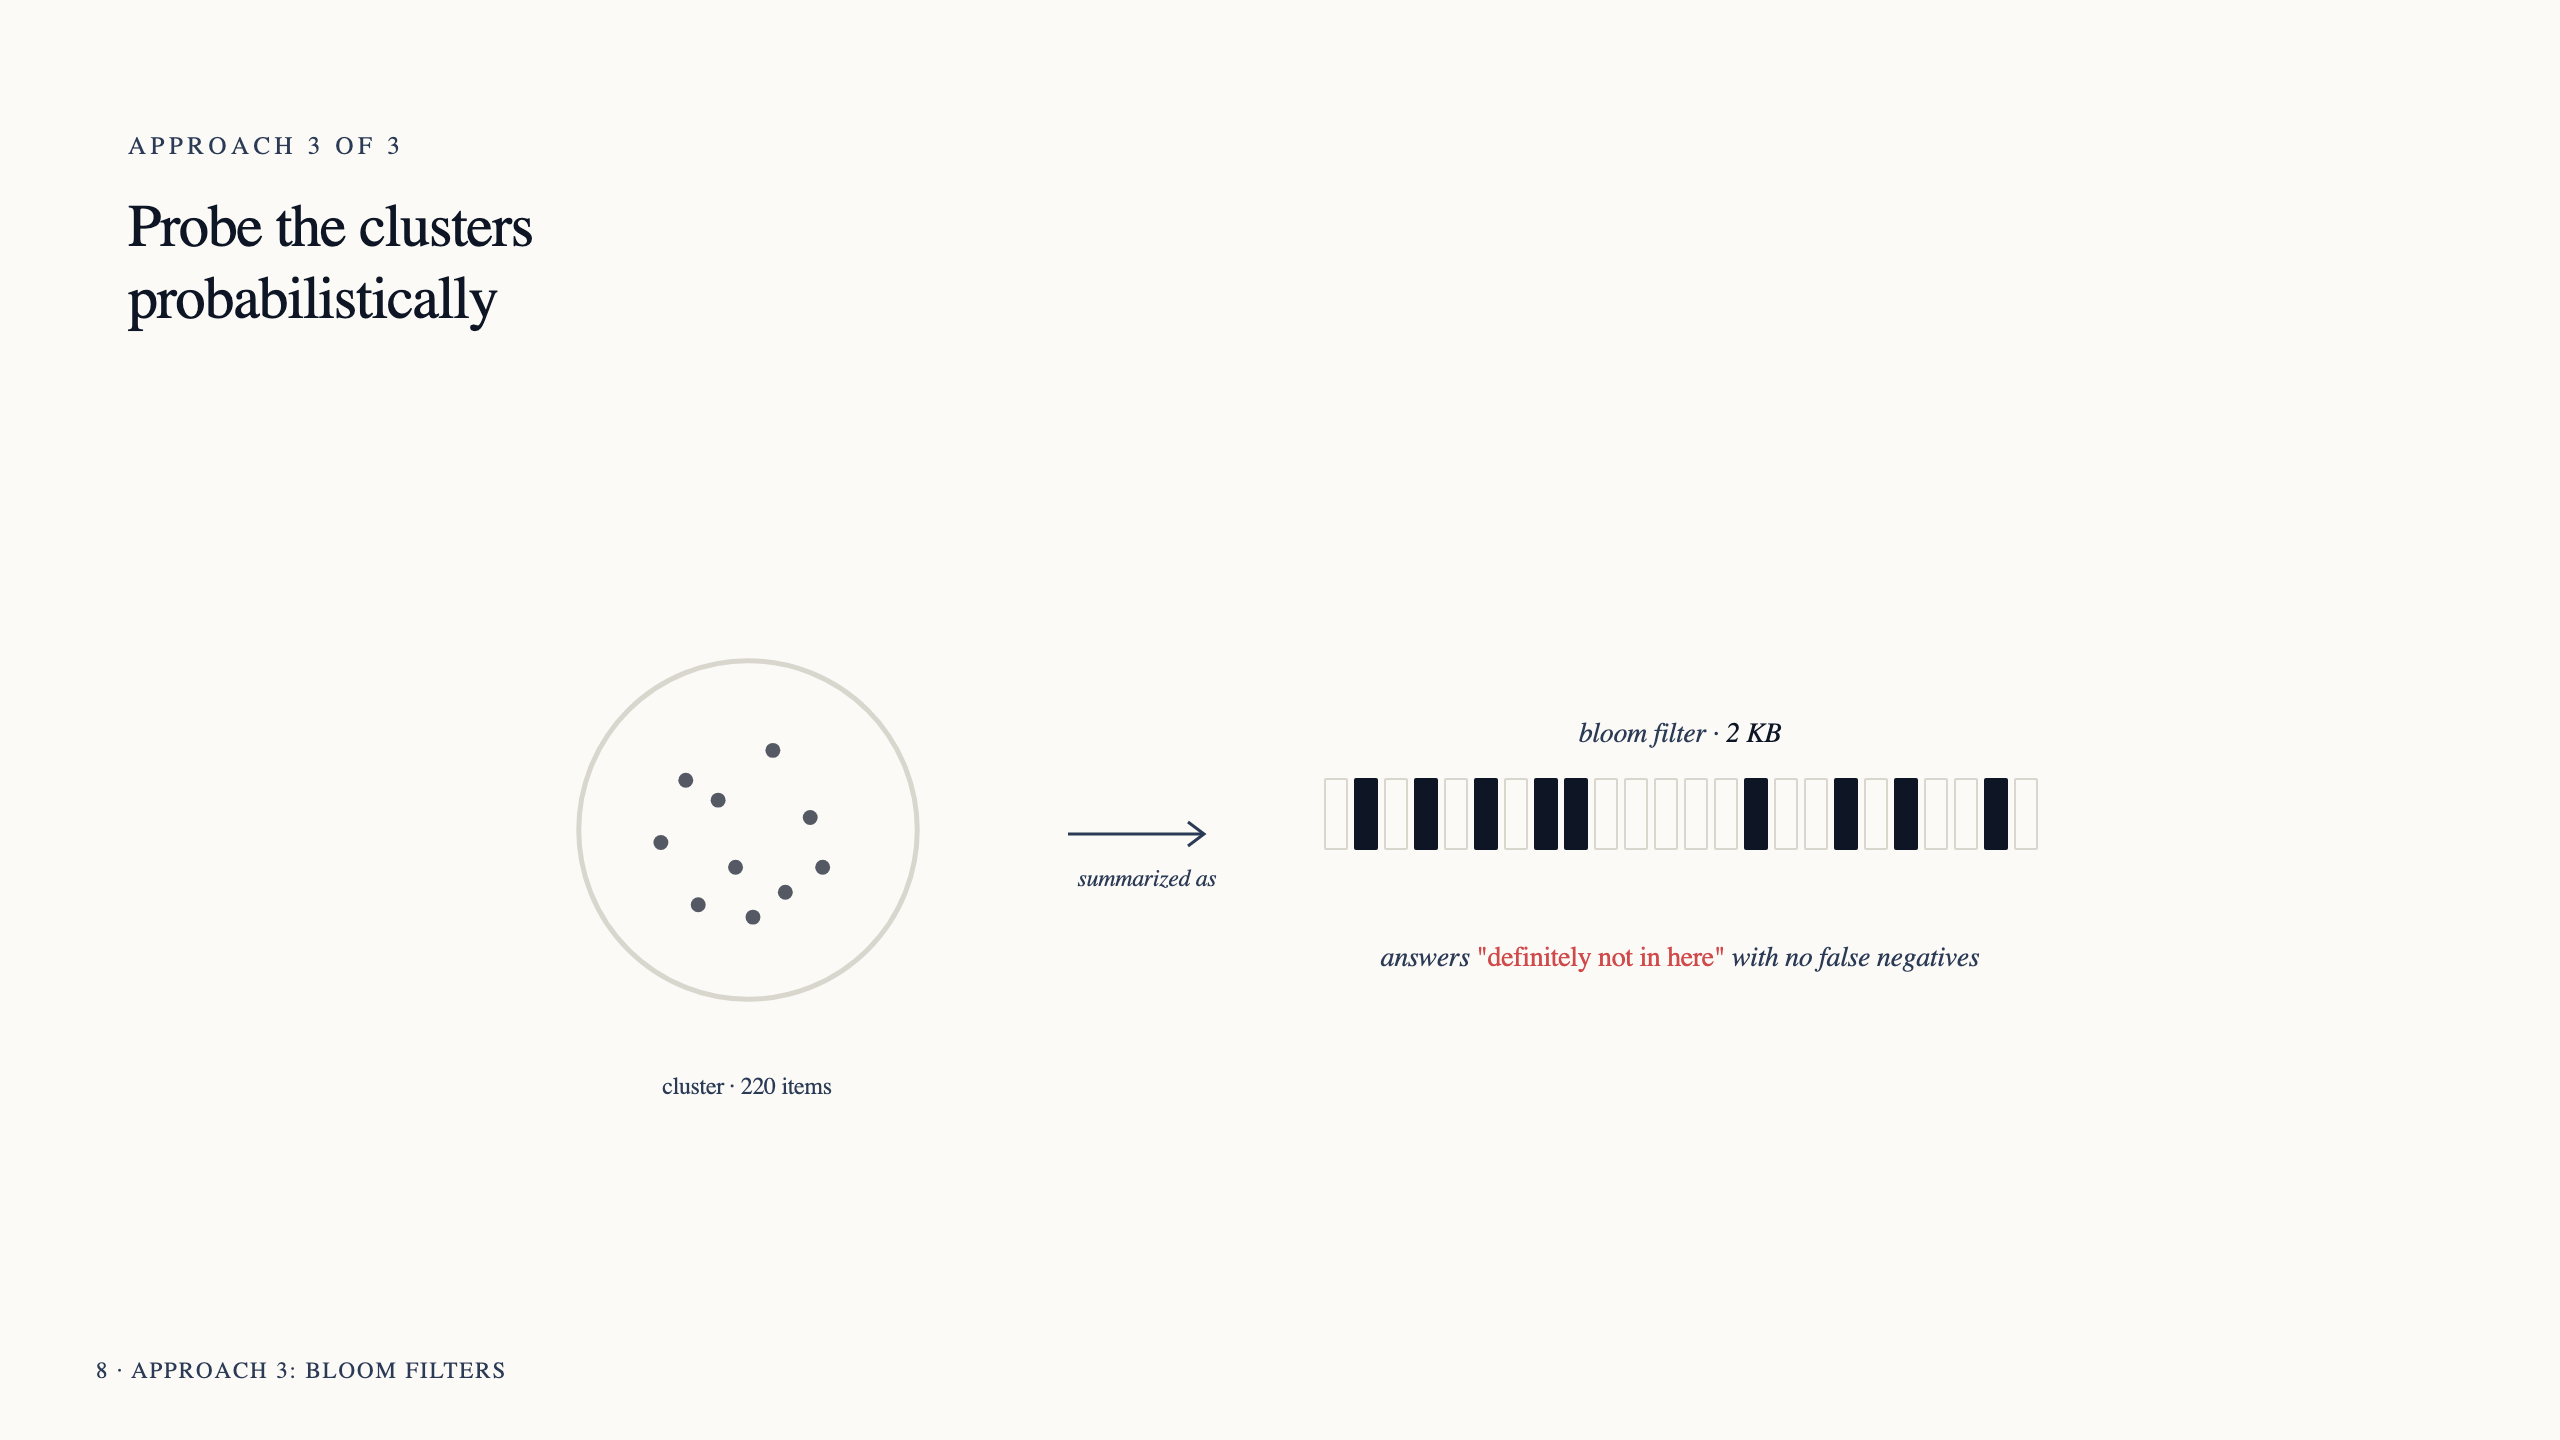 APPROACH 3 OF 3
Probe the clusters
probabilistically
bloom filter · 2 KB
summarized as
answers "definitely not in here" with no false negatives
cluster · 220 items
8 · APPROACH 3: BLOOM FILTERS